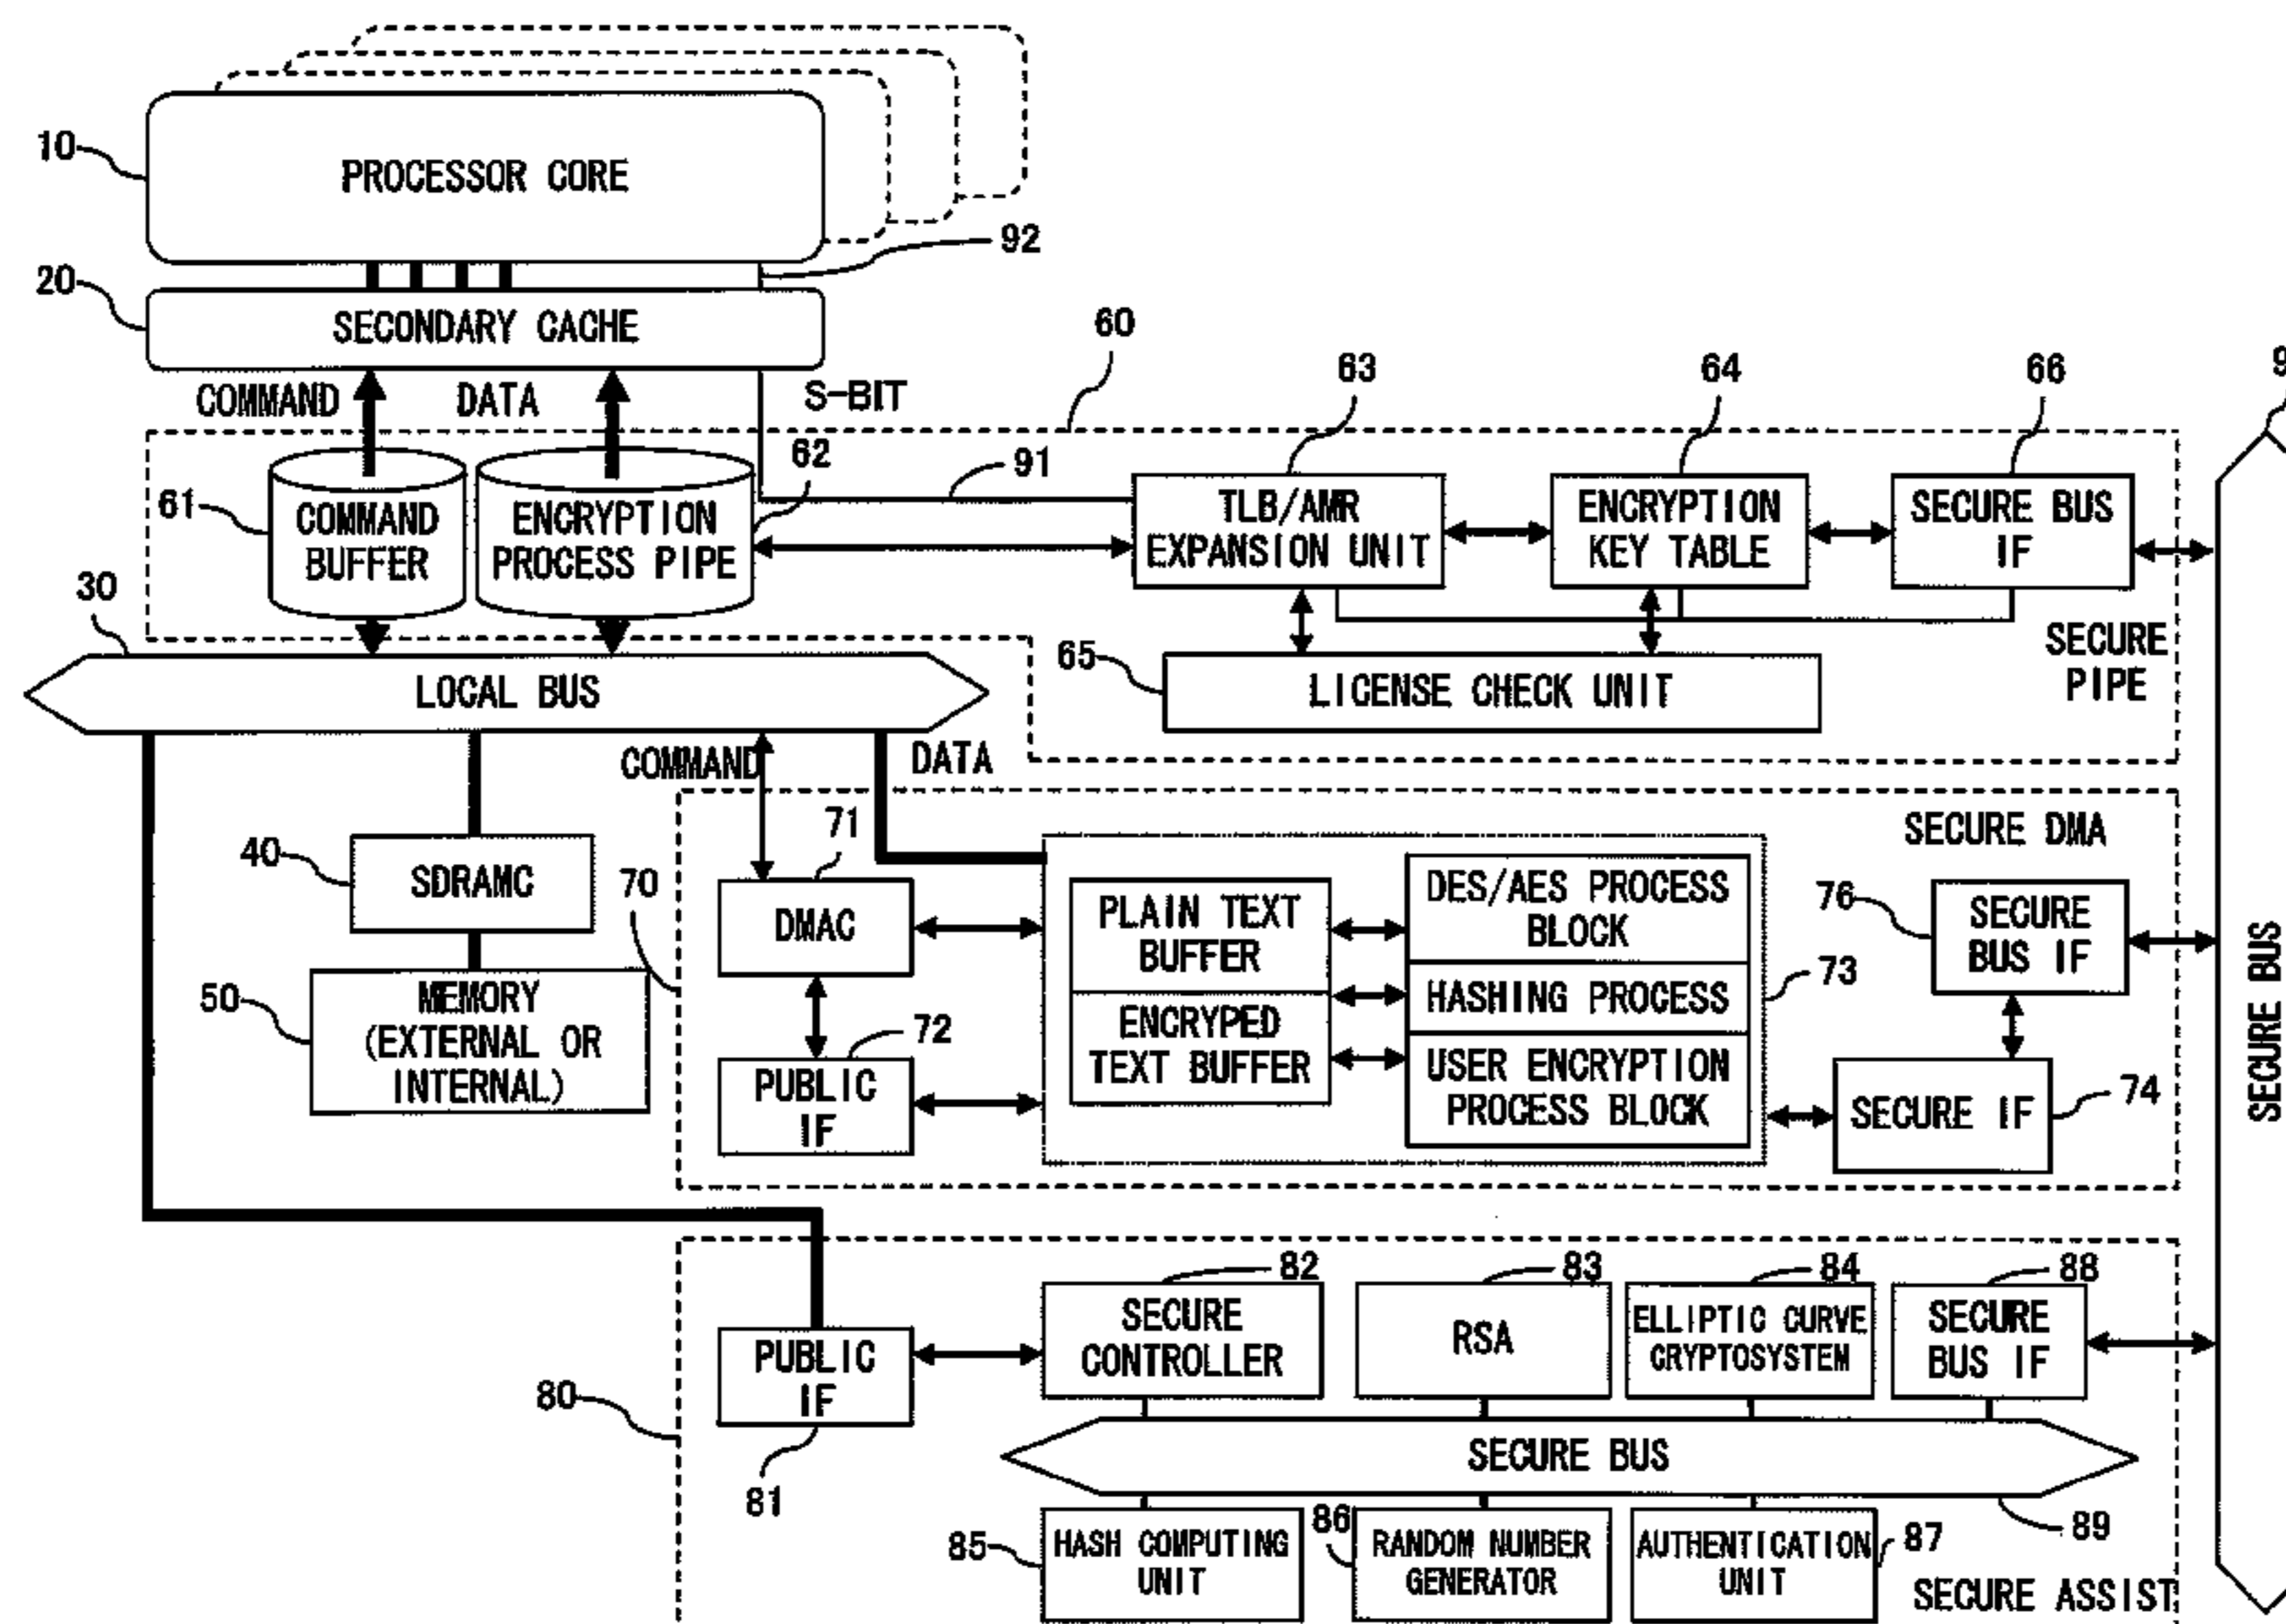 10
PROCESSOR CORE
92
20
SECONDARY CACHE
COMMAND
DATA
S-BIT
60
63
64
66
9
61
COMMAND
BUFFER
ENCRYPTION
PROCESS PIPE
62
91
TLB/AMR
EXPANSION UNIT
ENCRYPTION
KEY TABLE
SECURE BUS
IF
30
LOCAL BUS
65
LICENSE CHECK UNIT
SECURE
PIPE
COMMAND
DATA
40
SDRAMC
70
71
DMAC
PLAIN TEXT
BUFFER
DES/AES PROCESS
BLOCK
SECURE DMA
76
SECURE
BUS IF
50
MEMORY
(EXTERNAL OR
INTERNAL)
72
PUBLIC
IF
ENCRYPED
TEXT BUFFER
HASHING PROCESS
73
USER ENCRYPTION
PROCESS BLOCK
SECURE IF
74
SECURE BUS
80
PUBLIC
IF
81
82
SECURE
CONTROLLER
83
RSA
84
ELLIPTIC CURVE
CRYPTOSYSTEM
88
SECURE
BUS IF
SECURE BUS
89
85
HASH COMPUTING
UNIT
86
RANDOM NUMBER
GENERATOR
AUTHENTICATION
UNIT
87
SECURE ASSIST